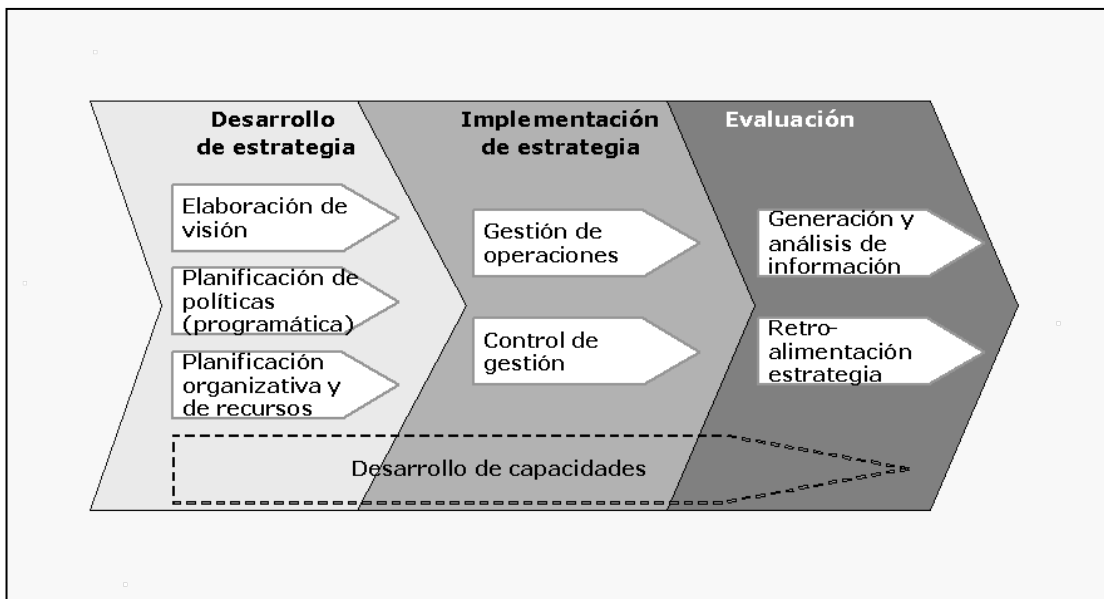 Desarrollo
de estrategia
Elaboración de
visión
Planificación de
políticas
(programática)
Planificación
organizativa y
de recursos
Implementación
de estrategia
Gestión de
operaciones
Control de
gestión
Evaluación
Generación y
análisis de
información
Retro-
alimentación
estrategia
Desarrollo de capacidades